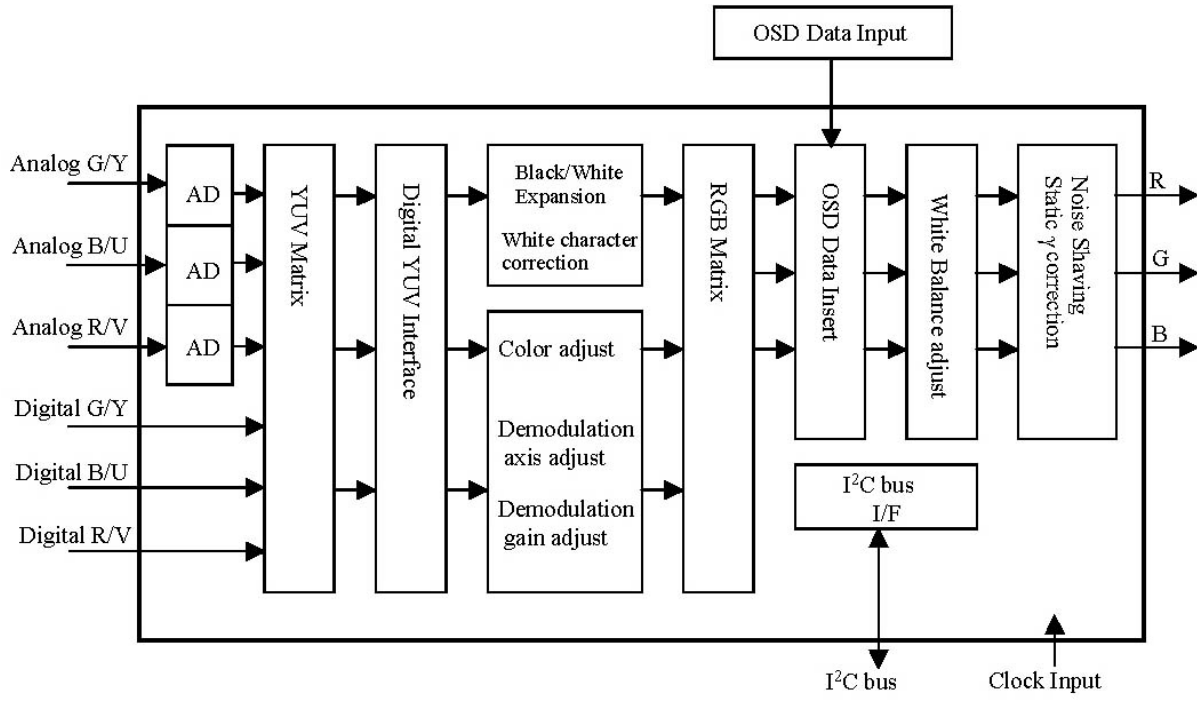 OSD Data Input
Analog G/Y
Analog B/U
Analog R/V
Digital G/Y
Digital B/U
Digital R/V
AD
AD
AD
YUV Matrix
Digital YUV Interface
Black/White
Expansion
White character
correction
Color adjust
Demodulation
axis adjust
Demodulation
gain adjust
RGB Matrix
OSD Data Insert
White Balance adjust
Noise Shaving
Static γ correction
R
G
B
I²C bus
I/F
I²C bus
Clock Input